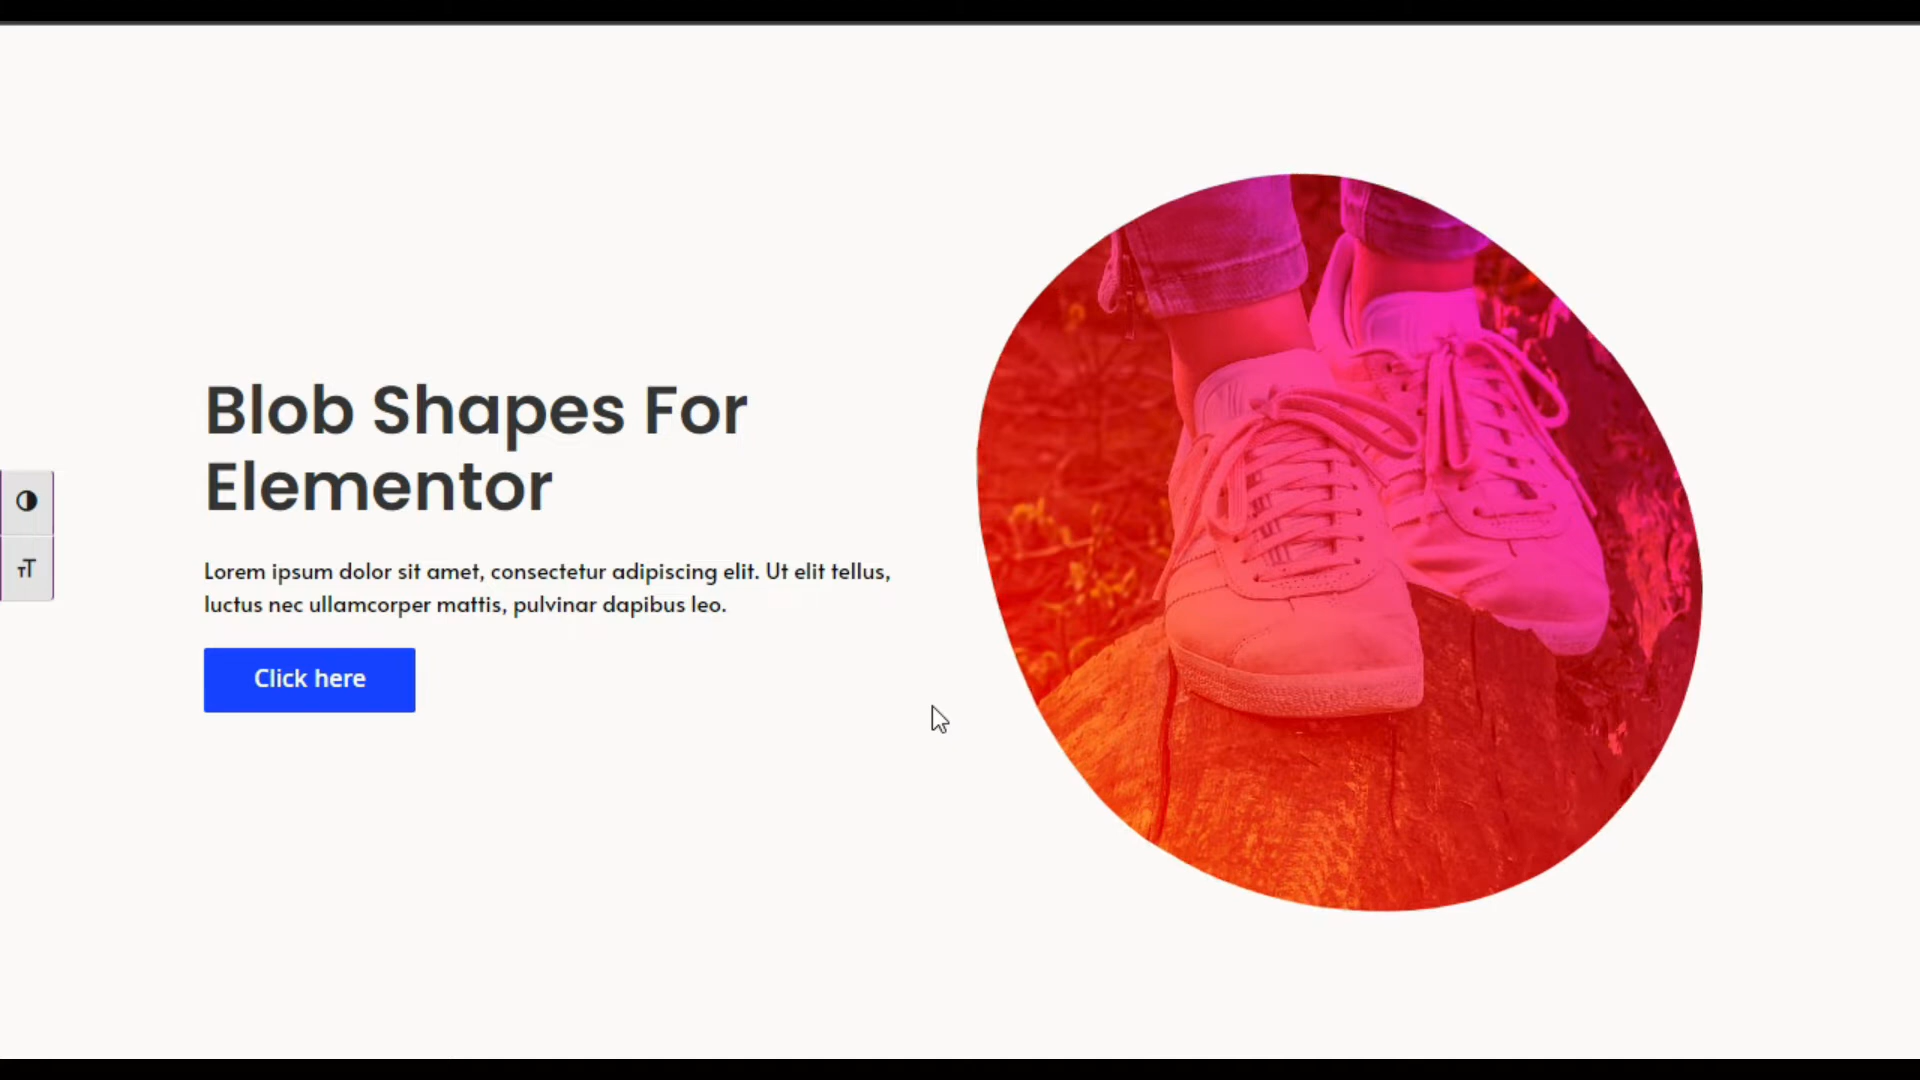 Blob Shapes For
Elementor
Lorem ipsum dolor sit amet, consectetur adipiscing elit. Ut elit tellus,
luctus nec ullamcorper mattis, pulvinar dapibus leo.
Click here
TT